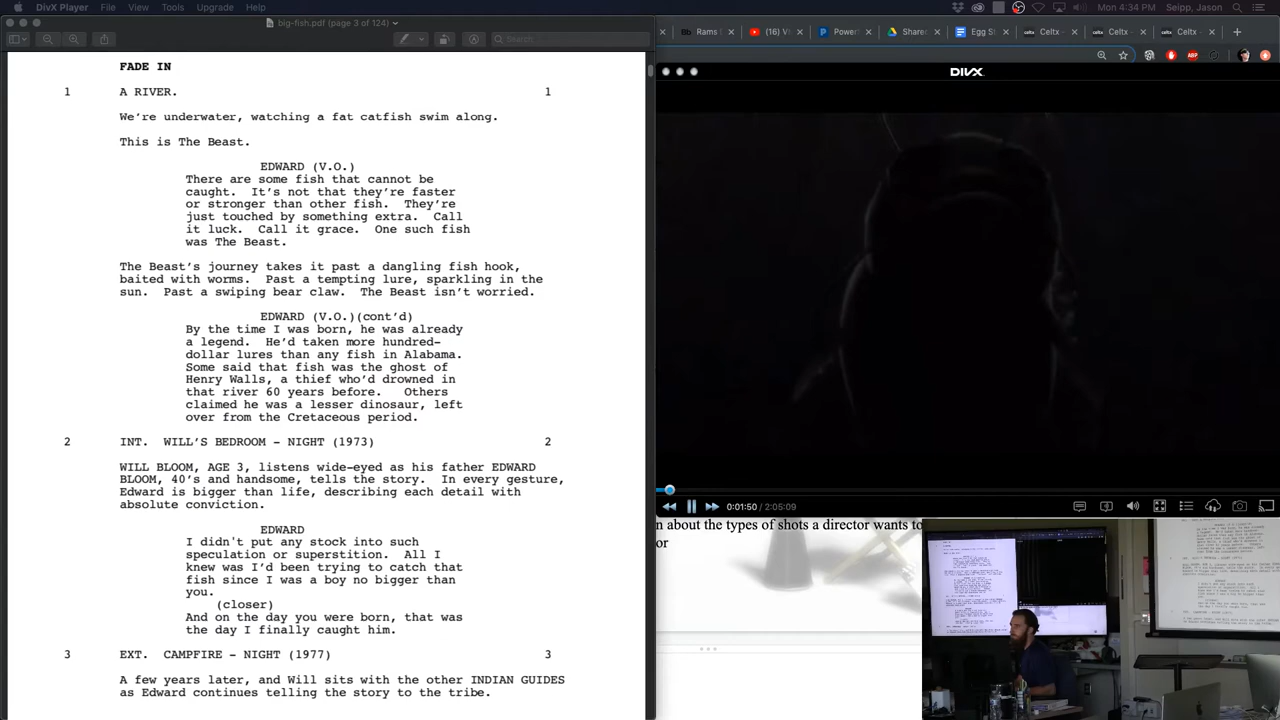 DivX Player File View Tools Window Help
Mon 4:34 PM Seipp, Jason
big-fish.pdf (page 3 of 124)
Search
Rams
(16) V
Power
Share
Egg S
Celtx -
Celtx -
Celtx -
ABP
DIVX
FADE IN
1 A RIVER. 1
We're underwater, watching a fat catfish swim along.
This is The Beast.
EDWARD (V.O.)
There are some fish that cannot be
caught. It's not that they're faster
or stronger than other fish. They're
just touched by something extra. Call
it luck. Call it grace. One such fish
was The Beast.
The Beast's journey takes it past a dangling fish hook,
baited with worms. Past a tempting lure, sparkling in the
sun. Past a swiping bear claw. The Beast isn't worried.
EDWARD (V.O.)(cont'd)
By the time I was born, he was already
a legend. He'd taken more hundred-
dollar lures than any fish in Alabama.
Some said that fish was the ghost of
Henry Walls, a thief who'd drowned in
that river 60 years before. Others
claimed he was a lesser dinosaur, left
over from the Cretaceous period.
2 INT. WILL'S BEDROOM - NIGHT (1973) 2
WILL BLOOM, AGE 3, listens wide-eyed as his father EDWARD
BLOOM, 40's and handsome, tells the story. In every gesture,
Edward is bigger than life, describing each detail with
absolute conviction.
EDWARD
I didn't put any stock into such
speculation or superstition. All I
knew was I'd been trying to catch that
fish since I was a boy no bigger than
you.
(closer)
And on the day you were born, that was
the day I finally caught him.
3 EXT. CAMPFIRE - NIGHT (1977) 3
A few years later, and Will sits with the other INDIAN GUIDES
as Edward continues telling the story to the tribe.
0:01:50 / 2:05:09
n about the types of shots a director wants to
or